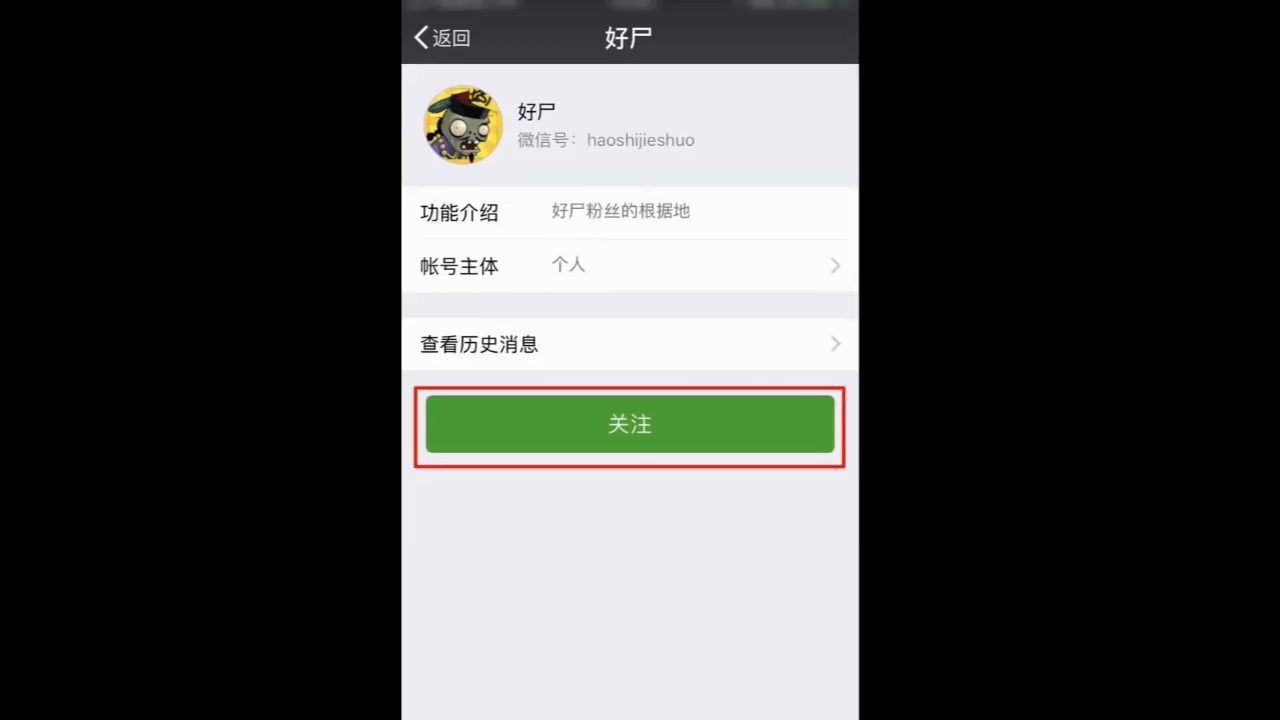 返回
好尸
好尸
微信号：haoshijieshuo
功能介绍 好尸粉丝的根据地
帐号主体 个人
查看历史消息
关注